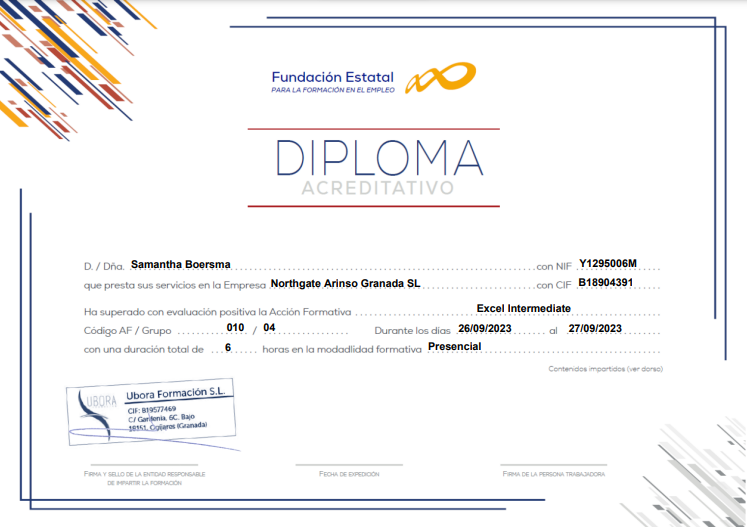 Fundación Estatal
PARA LA FORMACIÓN EN EL EMPLEO
DIPLOMA
ACREDITATIVO
D. / Dña. Samantha Boersma con NIF Y1295006M
que presta sus servicios en la Empresa Northgate Arinso Granada SL con CIF B18904391
Ha superado con evaluación positiva la Acción Formativa Excel Intermediate
Código AF / Grupo 010 / 04 Durante los días 26/09/2023 al 27/09/2023
con una duración total de 6 horas en la modadlidad formativa Presencial
Contenidos impartidos (ver dorso)
UBORA
Ubora Formación S.L.
CIF: B19577469
C/ Gardenia, 6C, Bajo
18151, Ogíjares (Granada)
FIRMA Y SELLO DE LA ENTIDAD RESPONSABLE
DE IMPARTIR LA FORMACIÓN
FECHA DE EXPEDICIÓN
FIRMA DE LA PERSONA TRABAJADORA